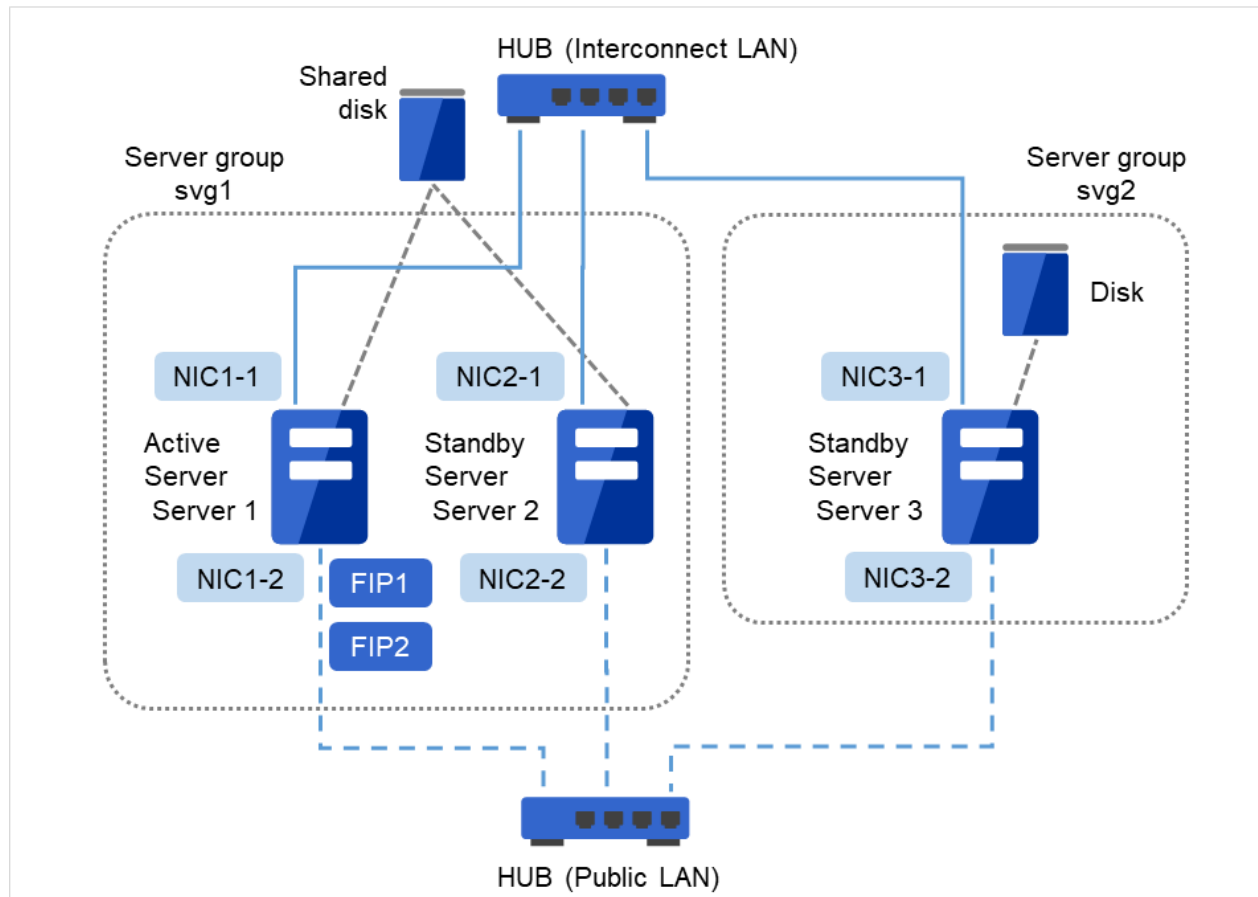 HUB (Interconnect LAN)
Shared
disk
Server group
svg1
Server group
svg2
Disk
NIC1-1
NIC2-1
NIC3-1
Active
Server
Server 1
Standby
Server
Server 2
Standby
Server
Server 3
NIC1-2
FIP1
NIC2-2
NIC3-2
FIP2
HUB (Public LAN)